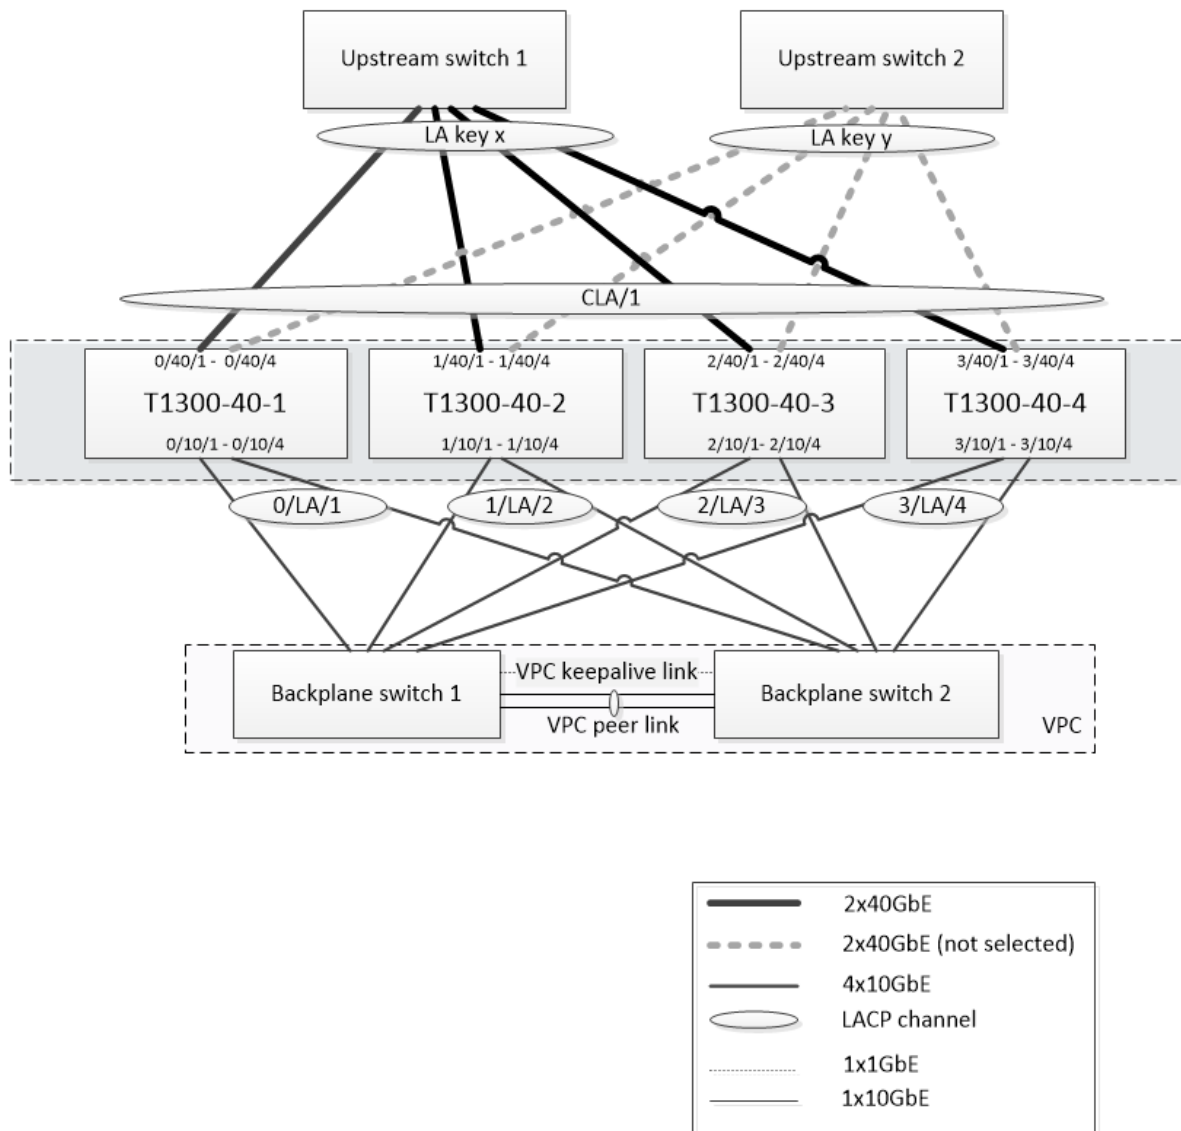 Upstream switch 1
Upstream switch 2
LA key x
LA key y
CLA/1
0/40/1 - 0/40/4
1/40/1 - 1/40/4
2/40/1 - 2/40/4
3/40/1 - 3/40/4
T1300-40-1
T1300-40-2
T1300-40-3
T1300-40-4
0/10/1 - 0/10/4
1/10/1 - 1/10/4
2/10/1- 2/10/4
3/10/1 - 3/10/4
0/LA/1
1/LA/2
2/LA/3
3/LA/4
Backplane switch 1
VPC keepalive link
VPC peer link
Backplane switch 2
VPC
2x40GbE
2x40GbE (not selected)
4x10GbE
LACP channel
1x1GbE
1x10GbE